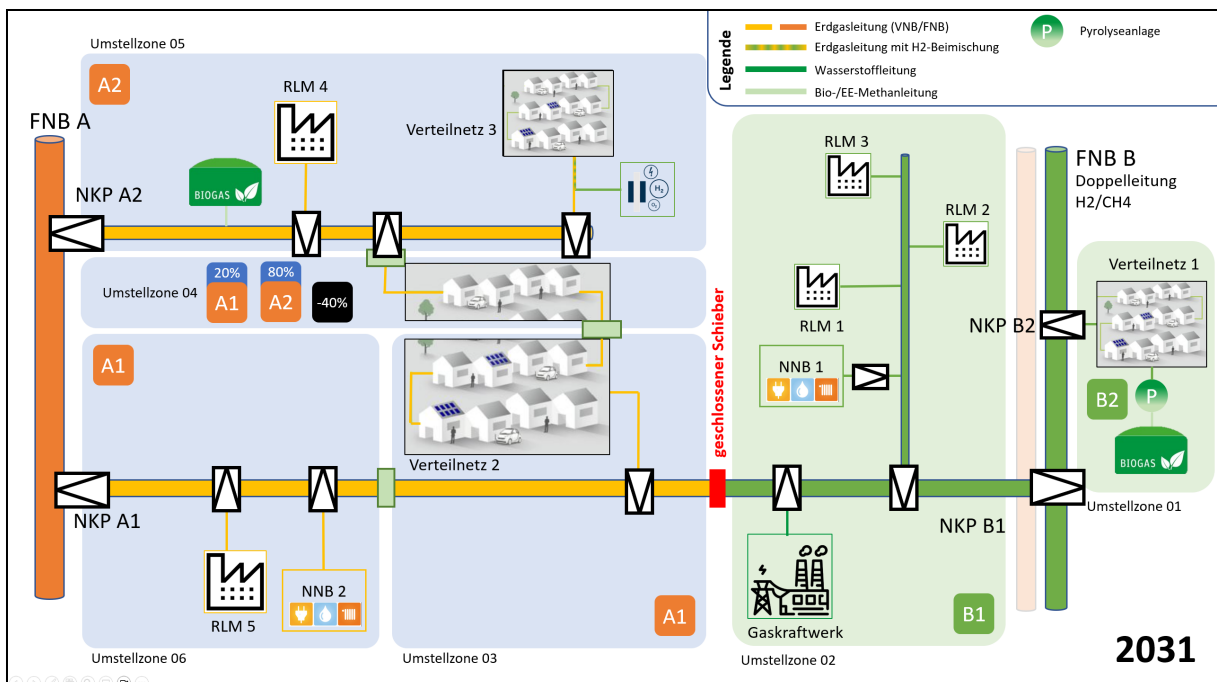 Umstellzone 05
A2
RLM 4
Verteilnetz 3
H₂
O₂
FNB A
NKP A2
BIOGAS
Legende
Erdgasleitung (VNB/FNB)
Erdgasleitung mit H2-Beimischung
Wasserstoffleitung
Bio-/EE-Methanleitung
P
Pyrolyseanlage
RLM 3
RLM 2
RLM 1
FNB B
Doppelleitung
H2/CH4
Umstellzone 04
20%
A1
80%
A2
-40%
A1
Verteilnetz 2
geschlossener Schieber
NNB 1
NKP B2
Verteilnetz 1
B2
P
BIOGAS
Umstellzone 01
NKP A1
RLM 5
NNB 2
A1
Gaskraftwerk
NKP B1
B1
Umstellzone 06
Umstellzone 03
Umstellzone 02
2031